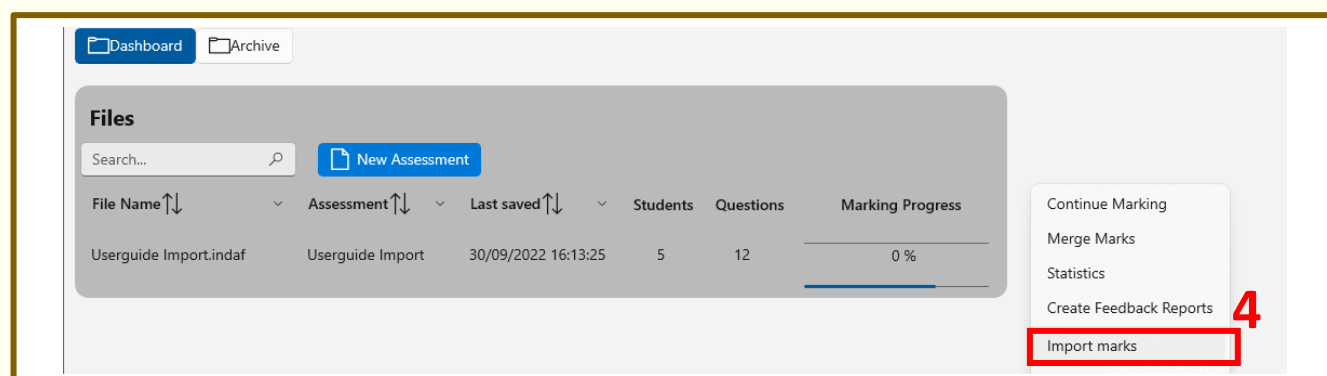 Dashboard Archive
Files
Search... New Assessment
File Name Assessment Last saved Students Questions Marking Progress
Userguide Import.indaf Userguide Import 30/09/2022 16:13:25 5 12 0 %
Continue Marking
Merge Marks
Statistics
Create Feedback Reports
4
Import marks